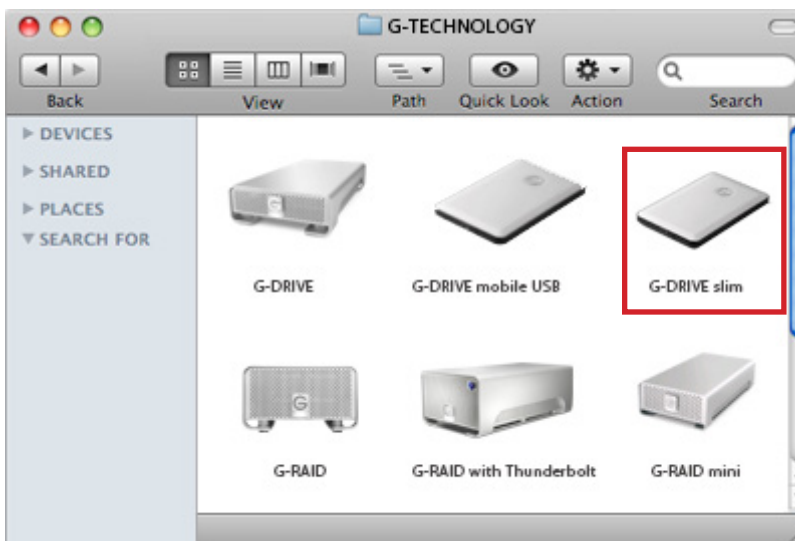 G-TECHNOLOGY
Back View Path Quick Look Action Search
DEVICES
SHARED
PLACES
SEARCH FOR
G-DRIVE G-DRIVE mobile USB G-DRIVE slim
G-RAID G-RAID with Thunderbolt G-RAID mini